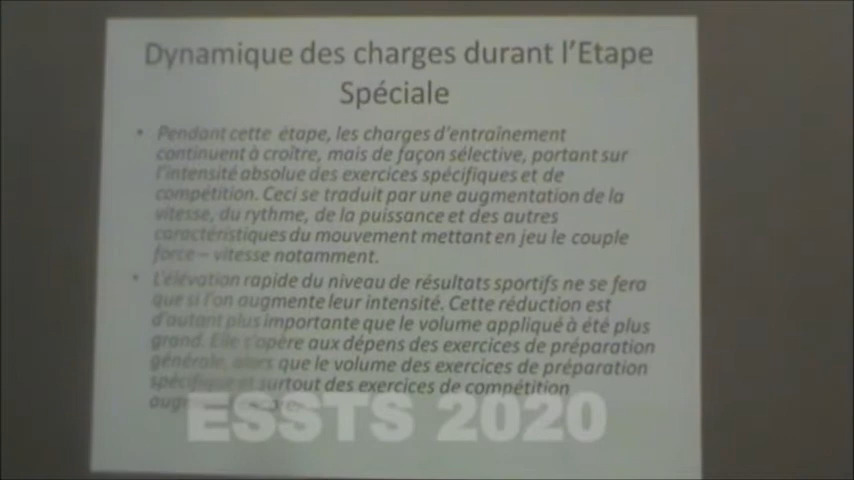 Dynamique des charges durant l'Etape
Spéciale
• Pendant cette étape, les charges d'entraînement
continuent à croître, mais de façon sélective, portant sur
l'intensité absolue des exercices spécifiques et de
compétition. Ceci se traduit par une augmentation de la
vitesse, du rythme, de la puissance et des autres
caractéristiques du mouvement mettant en jeu le couple
force – vitesse notamment.
• L'élévation rapide du niveau de résultats sportifs ne se fera
que si l'on augmente leur intensité. Cette réduction est
d'autant plus importante que le volume appliqué à été plus
grand. Elle s'opère aux dépens des exercices de préparation
générale, alors que le volume des exercices de préparation
spécifique et surtout des exercices de compétition
ESSTS 2020